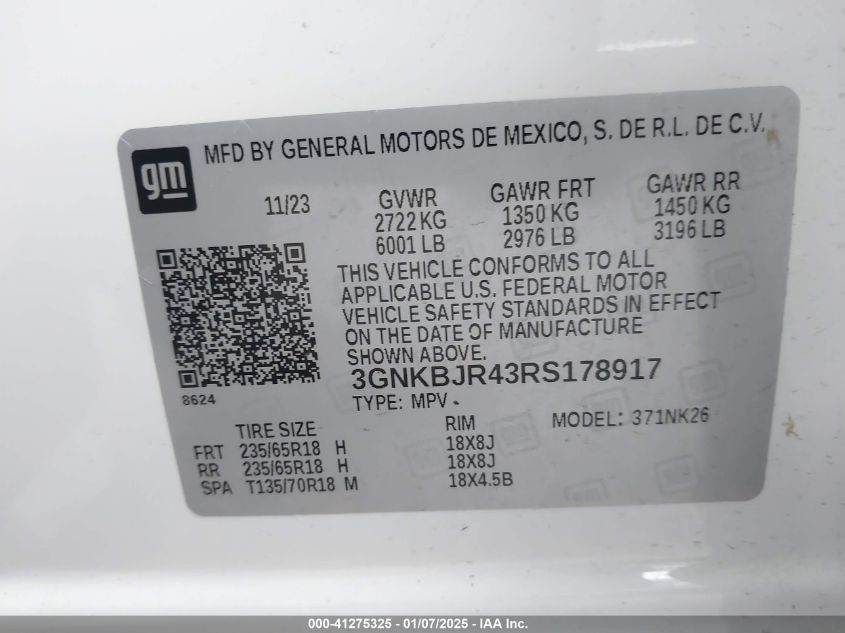 gm
MFD BY GENERAL MOTORS DE MEXICO, S. DE R.L. DE C.V.
11/23 GVWR GAWR FRT GAWR RR
2722 KG 1350 KG 1450 KG
6001 LB 2976 LB 3196 LB
THIS VEHICLE CONFORMS TO ALL
APPLICABLE U.S. FEDERAL MOTOR
VEHICLE SAFETY STANDARDS IN EFFECT
ON THE DATE OF MANUFACTURE
SHOWN ABOVE.
3GNKBJR43RS178917
8624
TYPE: MPV
TIRE SIZE RIM MODEL: 371NK26
FRT 235/65R18 H 18X8J
RR 235/65R18 H 18X8J
SPA T135/70R18 M 18X4.5B
000-41275325 - 01/07/2025 - IAA Inc.